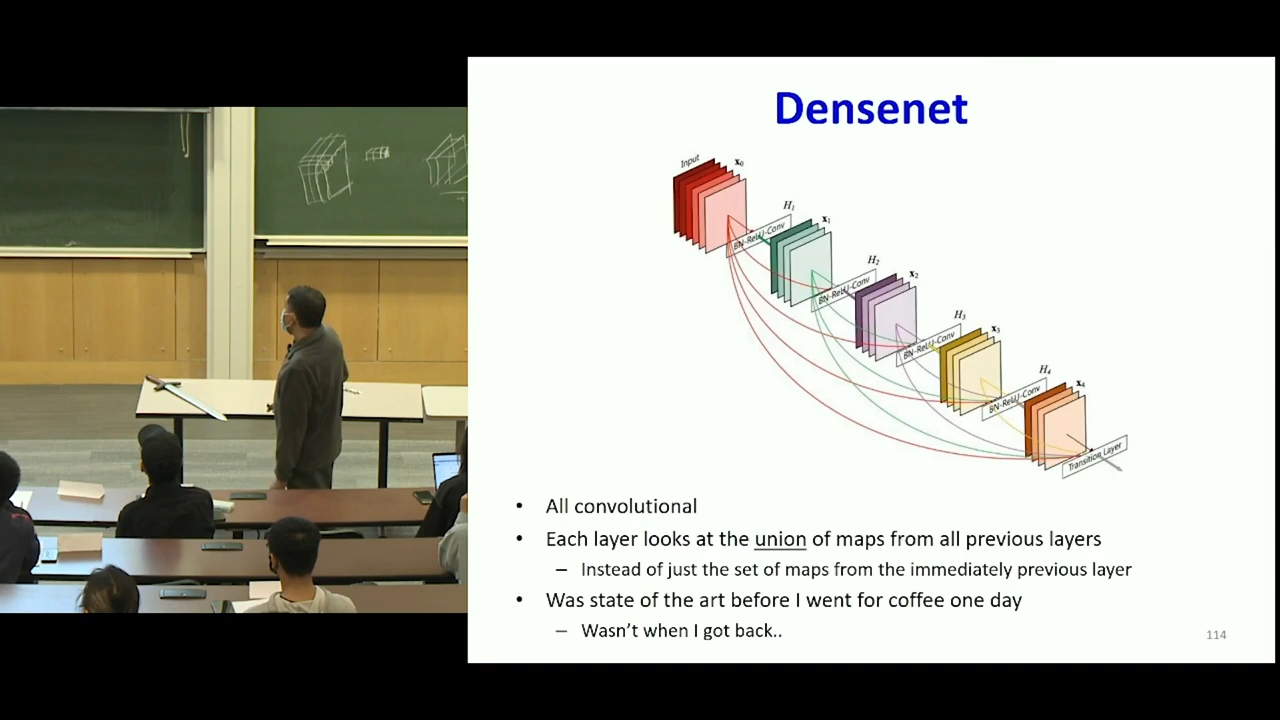 Densenet
Input
x0
H1
x1
BN-ReLU-Conv
H2
x2
BN-ReLU-Conv
H3
x3
BN-ReLU-Conv
H4
x4
BN-ReLU-Conv
Transition Layer
• All convolutional
• Each layer looks at the union of maps from all previous layers
– Instead of just the set of maps from the immediately previous layer
• Was state of the art before I went for coffee one day
– Wasn't when I got back..
114